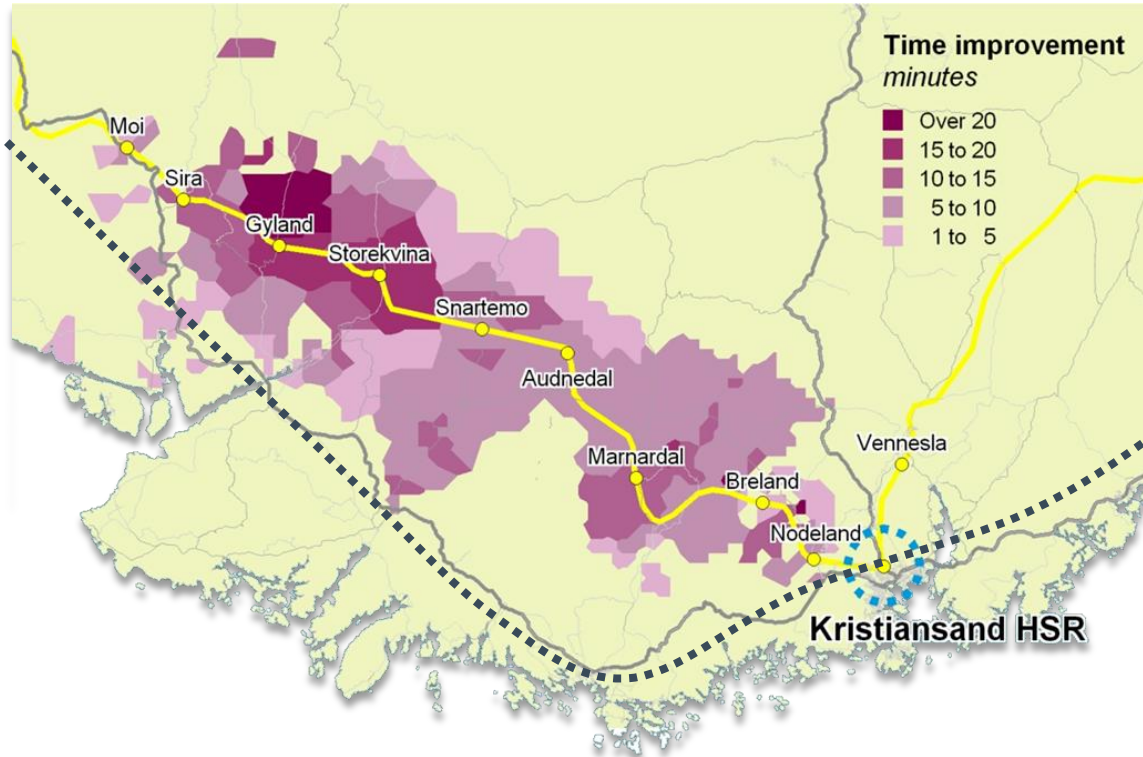 Time improvement
minutes
Over 20
15 to 20
10 to 15
5 to 10
1 to 5
Moi
Sira
Gyland
Storekvina
Snartemo
Audnedal
Marnardal
Breland
Vennesla
Nodeland
Kristiansand HSR